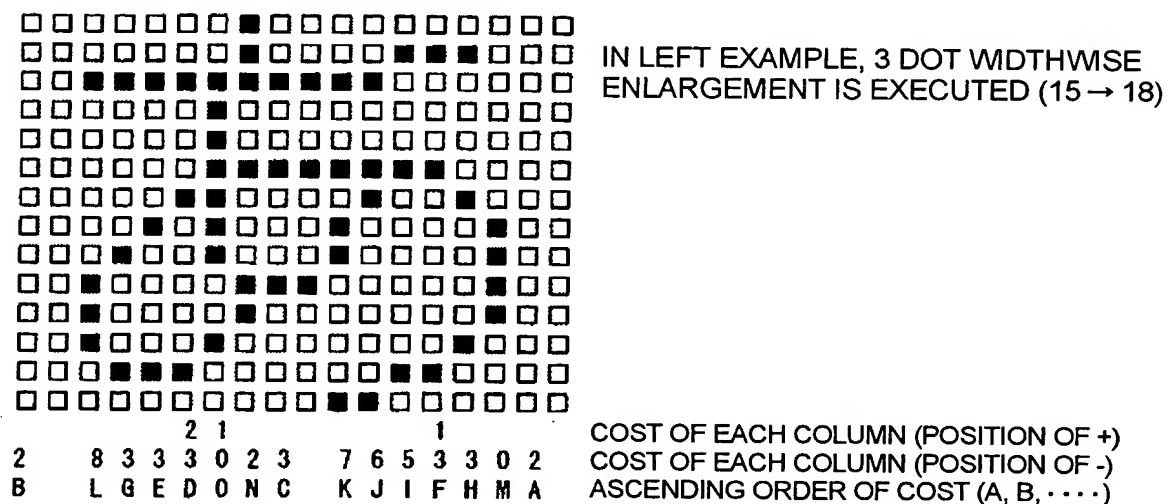 IN LEFT EXAMPLE, 3 DOT WIDTHWISE
ENLARGEMENT IS EXECUTED (15 → 18)
2 1 1 COST OF EACH COLUMN (POSITION OF +)
2 8 3 3 3 0 2 3 7 6 5 3 3 0 2 COST OF EACH COLUMN (POSITION OF -)
B L G E D O N C K J I F H M A ASCENDING ORDER OF COST (A, B, ····)